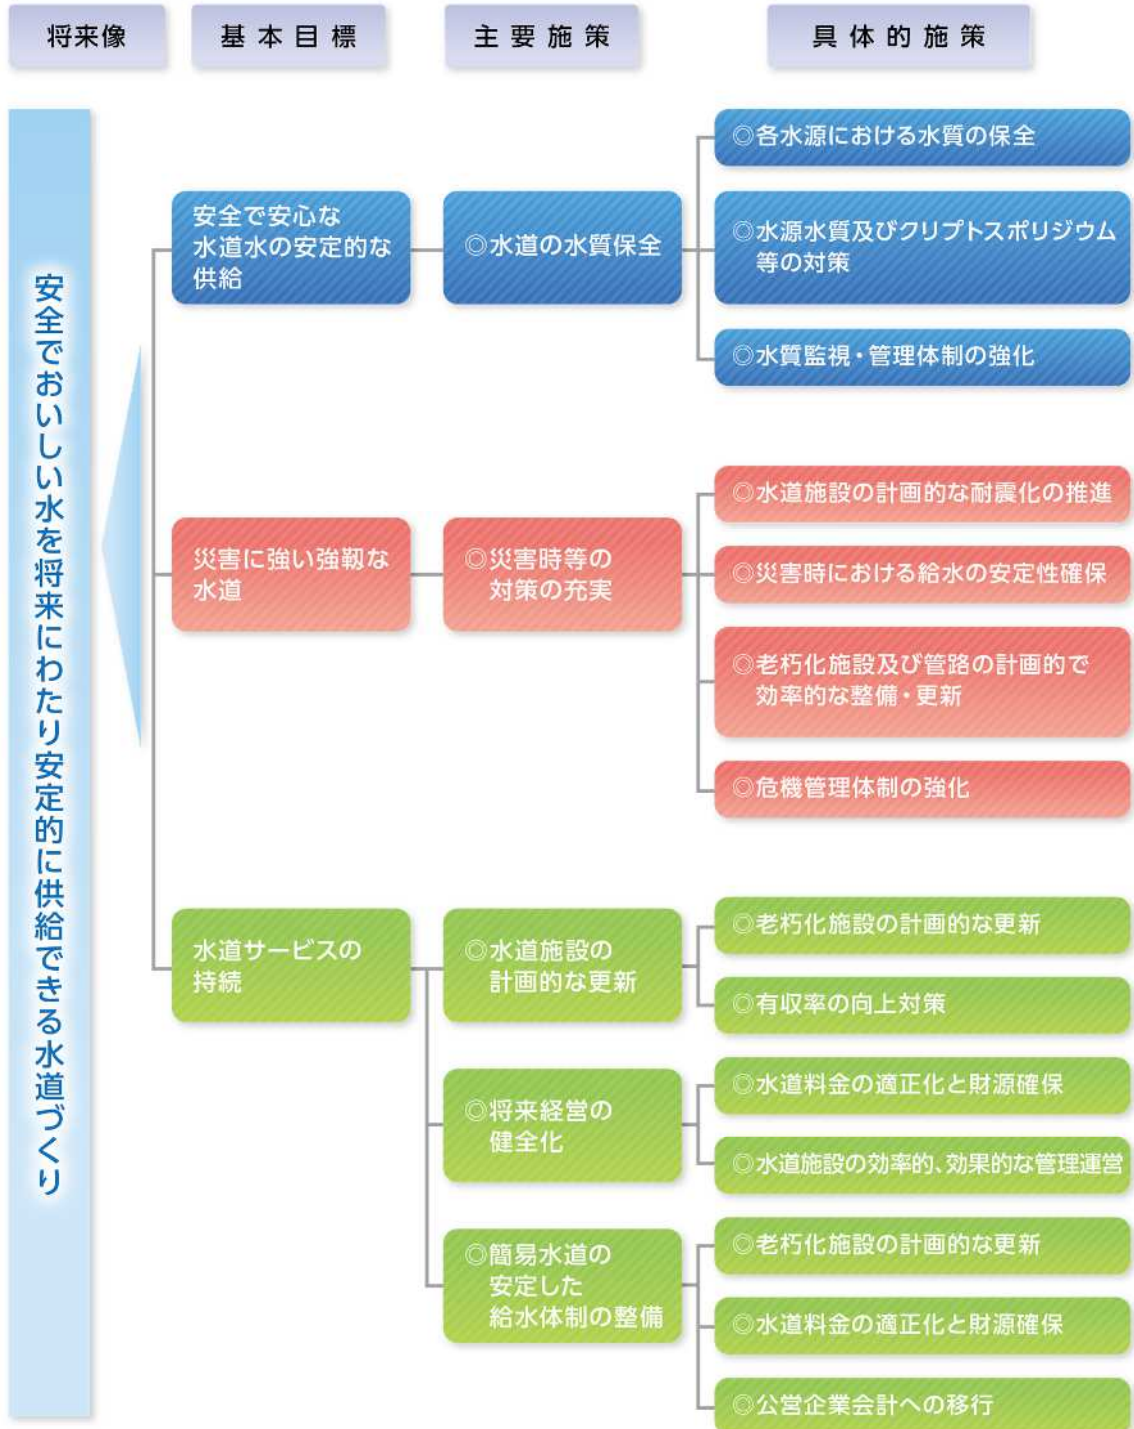 将来像
基本目標
主要施策
具体的施策
安全でおいしい水を将来にわたり安定的に供給できる水道づくり
安全で安心な
水道水の安定的な
供給
◎水道の水質保全
◎各水源における水質の保全
◎水源水質及びクリプトスポリジウム
等の対策
◎水質監視・管理体制の強化
災害に強い強靱な
水道
◎災害時等の
対策の充実
◎水道施設の計画的な耐震化の推進
◎災害時における給水の安定性確保
◎老朽化施設及び管路の計画的で
効率的な整備・更新
◎危機管理体制の強化
水道サービスの
持続
◎水道施設の
計画的な更新
◎老朽化施設の計画的な更新
◎有収率の向上対策
◎将来経営の
健全化
◎水道料金の適正化と財源確保
◎水道施設の効率的、効果的な管理運営
◎簡易水道の
安定した
給水体制の整備
◎老朽化施設の計画的な更新
◎水道料金の適正化と財源確保
◎公営企業会計への移行